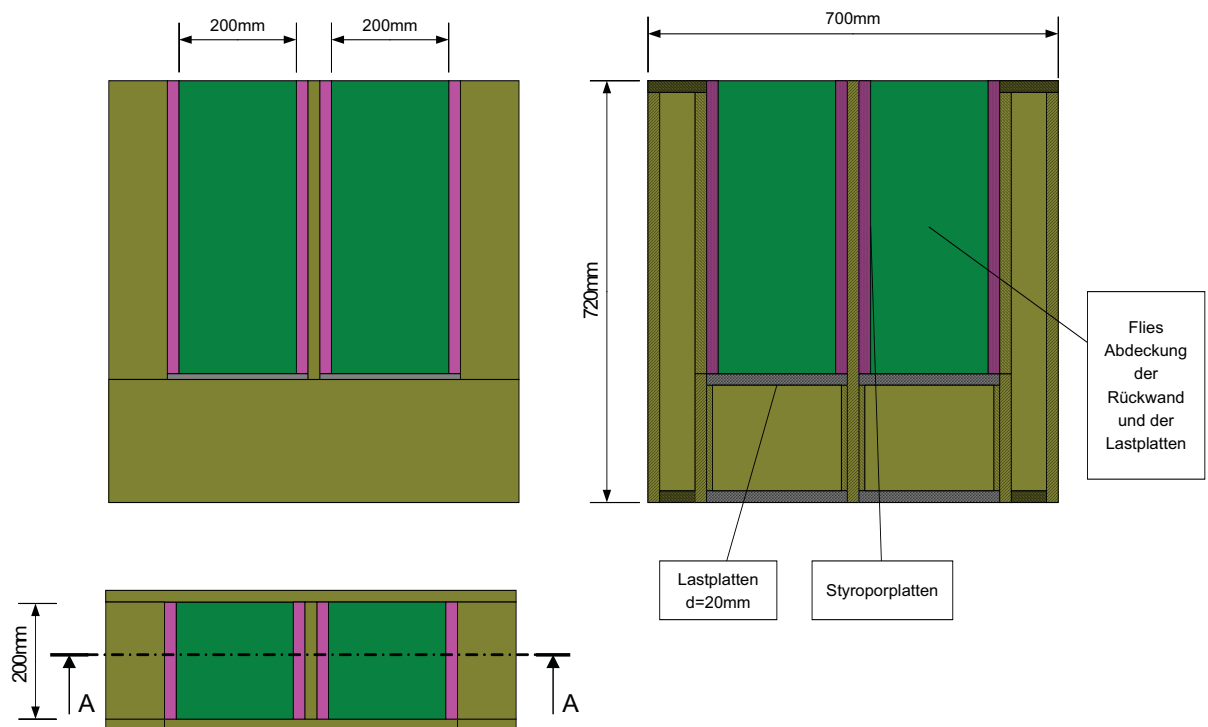 200mm
200mm
700mm
720mm
Flies
Abdeckung
der
Rückwand
und der
Lastplatten
Lastplatten
d=20mm
Styroporplatten
200mm
A
A